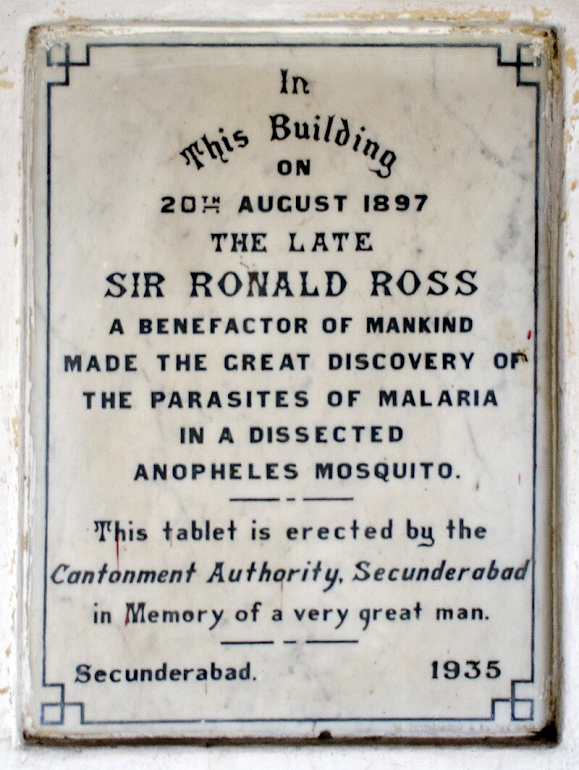 In
This Building
ON
20TH AUGUST 1897
THE LATE
SIR RONALD ROSS
A BENEFACTOR OF MANKIND
MADE THE GREAT DISCOVERY OF
THE PARASITES OF MALARIA
IN A DISSECTED
ANOPHELES MOSQUITO.
This tablet is erected by the
Cantonment Authority, Secunderabad
in Memory of a very great man.
Secunderabad. 1935